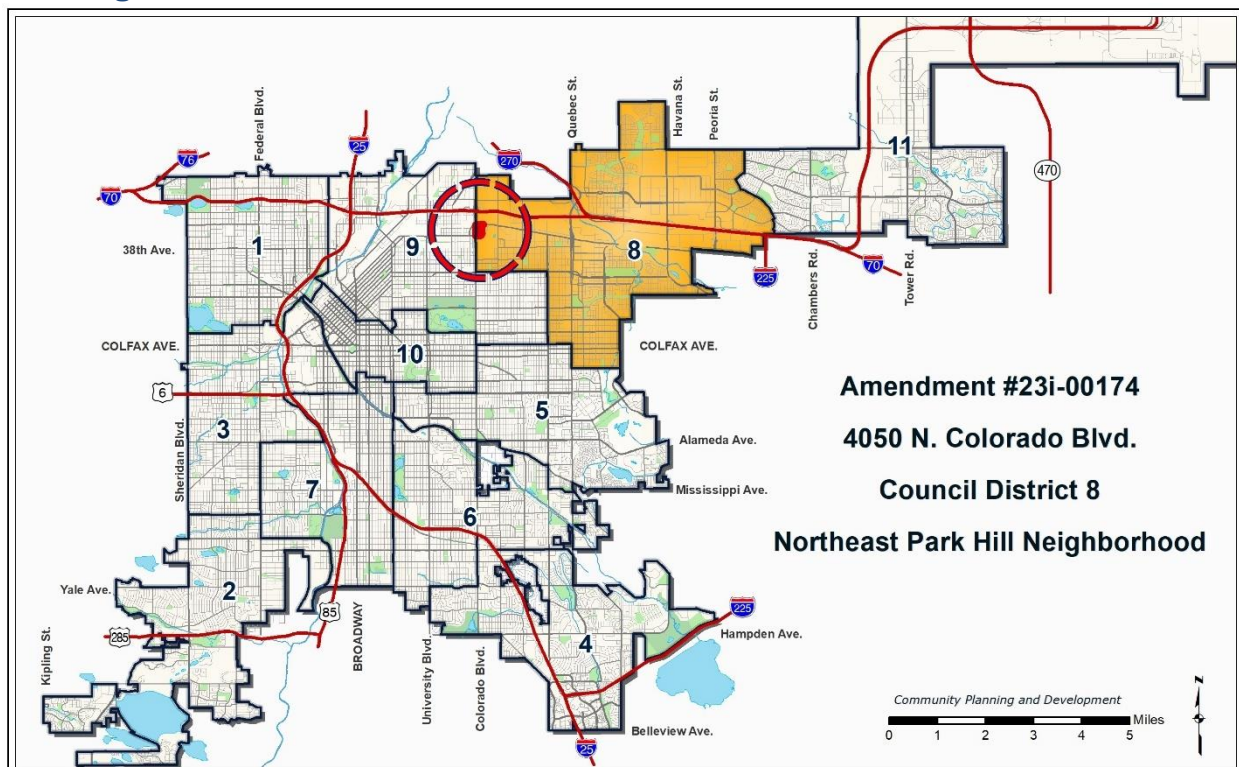 Quebec St.
Havana St.
Peoria St.
Federal Blvd.
11
76
25
270
70
470
38th Ave.
1
9
8
225
70
Chambers Rd.
Tower Rd.
COLFAX AVE.
10
COLFAX AVE.
6
3
5
Amendment #23i-00174
4050 N. Colorado Blvd.
Council District 8
Northeast Park Hill Neighborhood
Sheridan Blvd.
Alameda Ave.
7
Mississippi Ave.
6
2
Yale Ave.
85
BROADWAY
285
225
Hampden Ave.
4
Kipling St.
University Blvd.
Colorado Blvd.
Community Planning and Development
Belleview Ave.
25
0 1 2 3 4 5 Miles
N